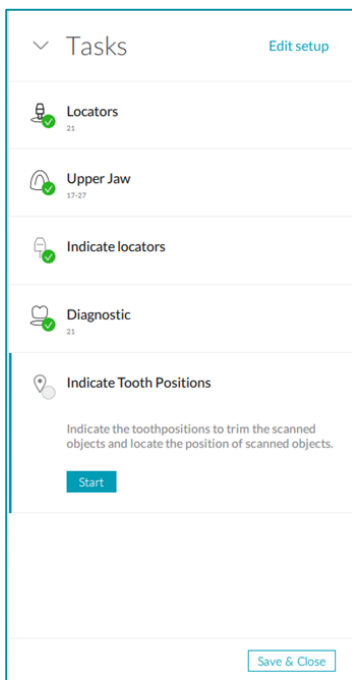 Tasks
Edit setup
Locators
21
Upper Jaw
17-27
Indicate locators
Diagnostic
21
Indicate Tooth Positions
Indicate the toothpositions to trim the scanned
objects and locate the position of scanned objects.
Start
Save & Close